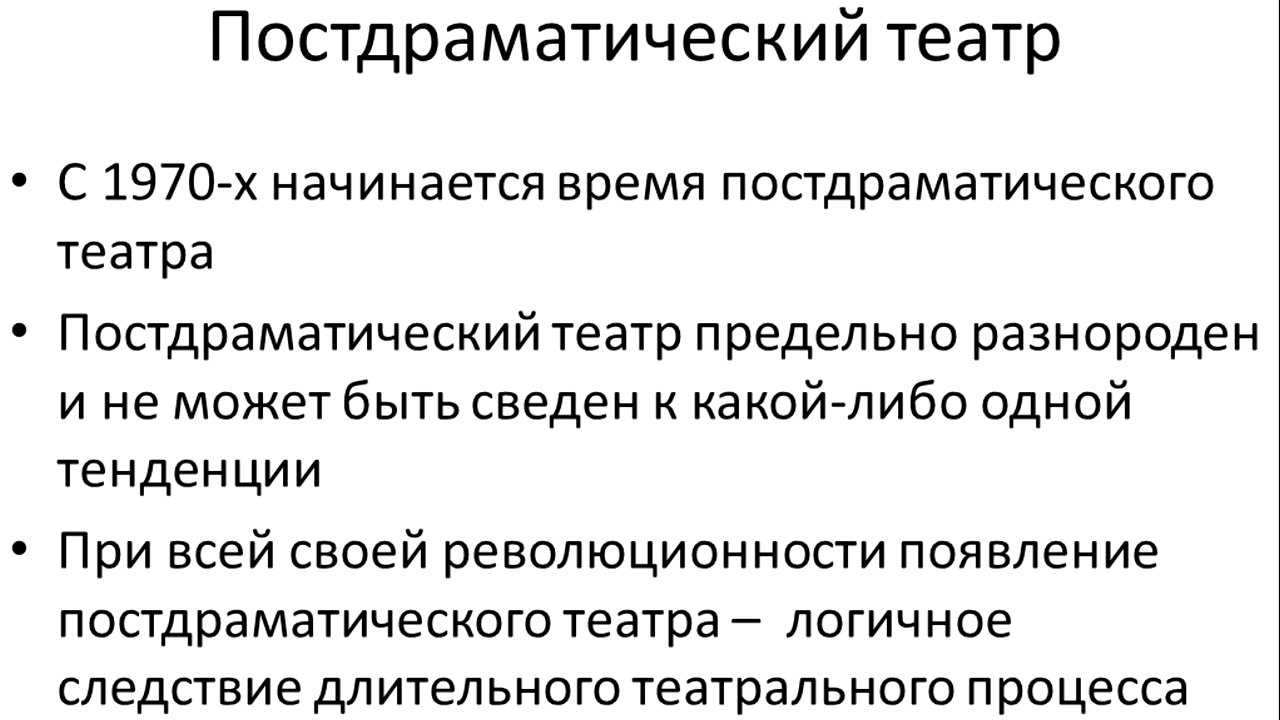 Постдраматический театр
• С 1970-х начинается время постдраматического
театра
• Постдраматический театр предельно разнороден
и не может быть сведен к какой-либо одной
тенденции
• При всей своей революционности появление
постдраматического театра – логичное
следствие длительного театрального процесса